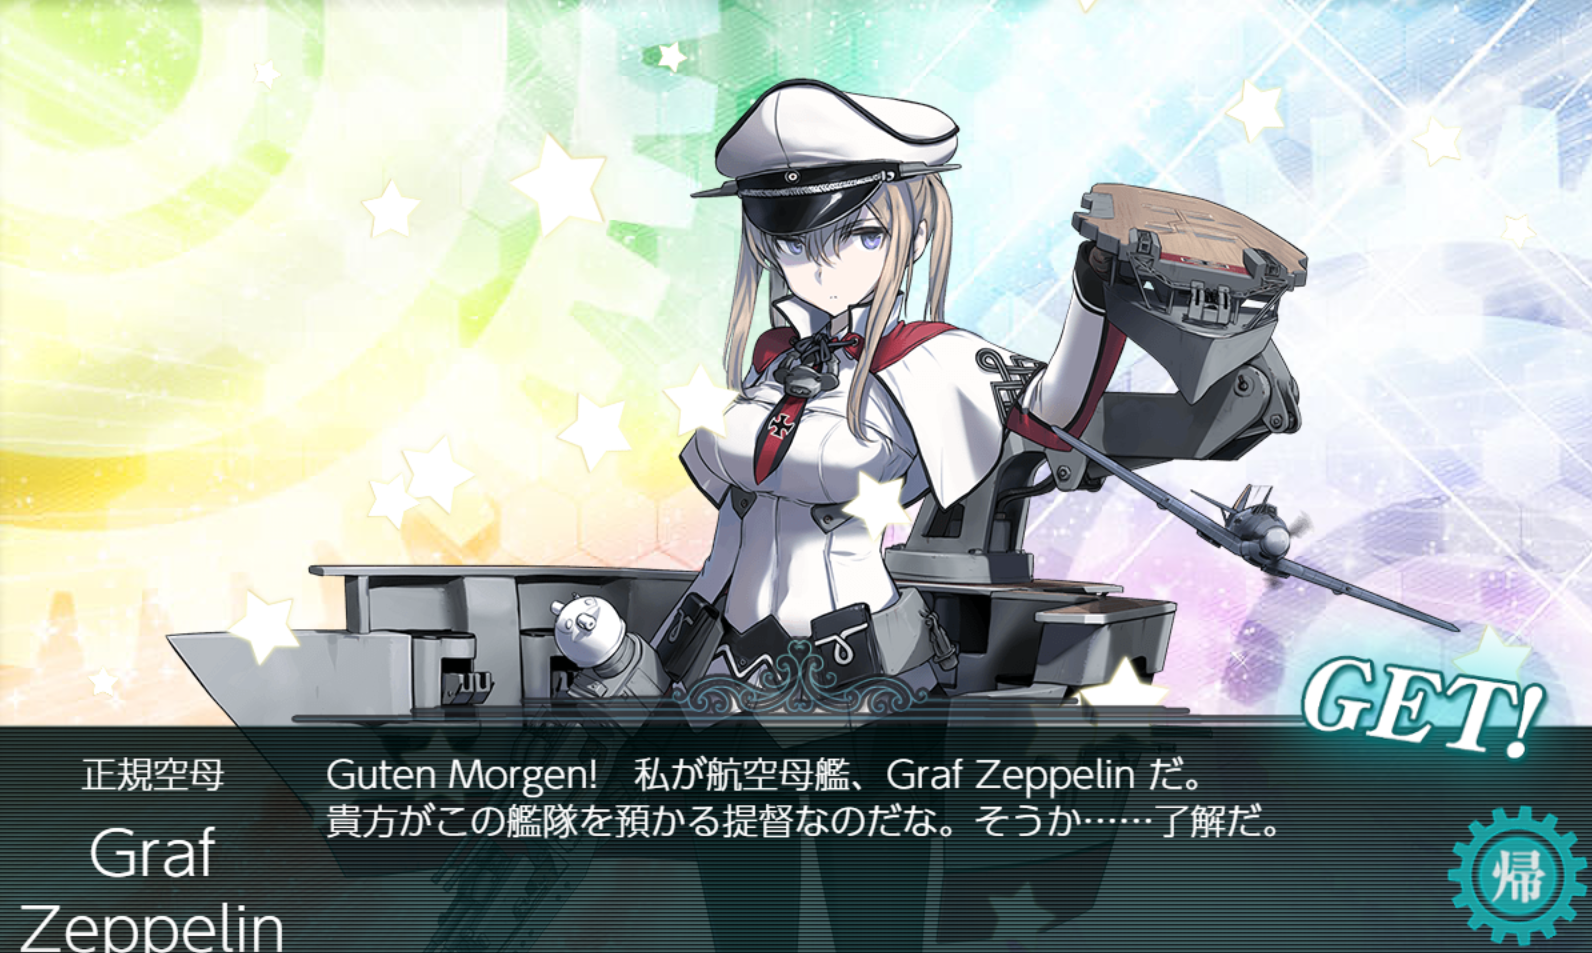 GET!
正規空母
Graf
Zeppelin
Guten Morgen!　私が航空母艦、Graf Zeppelin だ。
貴方がこの艦隊を預かる提督なのだな。そうか……了解だ。
帰